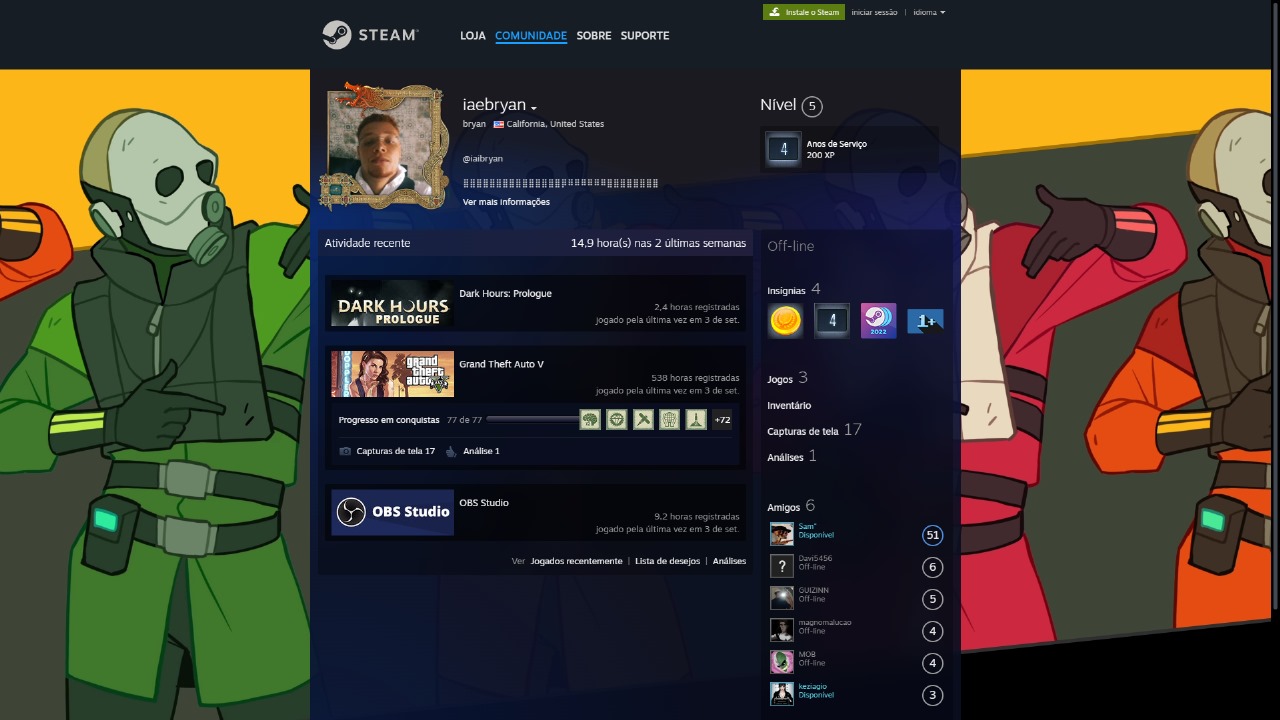 Instale o Steam
iniciar sessão | idioma
STEAM
LOJA COMUNIDADE SOBRE SUPORTE
iaebryan
bryan California, United States
@iaibryan
Ver mais informações
Nível 5
4
Anos de Serviço
200 XP
Atividade recente 14,9 hora(s) nas 2 últimas semanas
DARK HOURS
PROLOGUE
Dark Hours: Prologue
2,4 horas registradas
jogado pela última vez em 3 de set.
grand
theft
auto
Grand Theft Auto V
538 horas registradas
jogado pela última vez em 3 de set.
Progresso em conquistas 77 de 77 +72
Capturas de tela 17 Análise 1
OBS Studio
OBS Studio
9,2 horas registradas
jogado pela última vez em 3 de set.
Ver Jogados recentemente | Lista de desejos | Análises
Off-line
Insígnias 4
4
2022
1+
Jogos 3
Inventário
Capturas de tela 17
Análises 1
Amigos 6
Sam"
Disponível
51
?
Davi5456
Off-line
6
GUIZINN
Off-line
5
magnomalucao
Off-line
4
MOB
Off-line
4
keziagio
Disponível
3